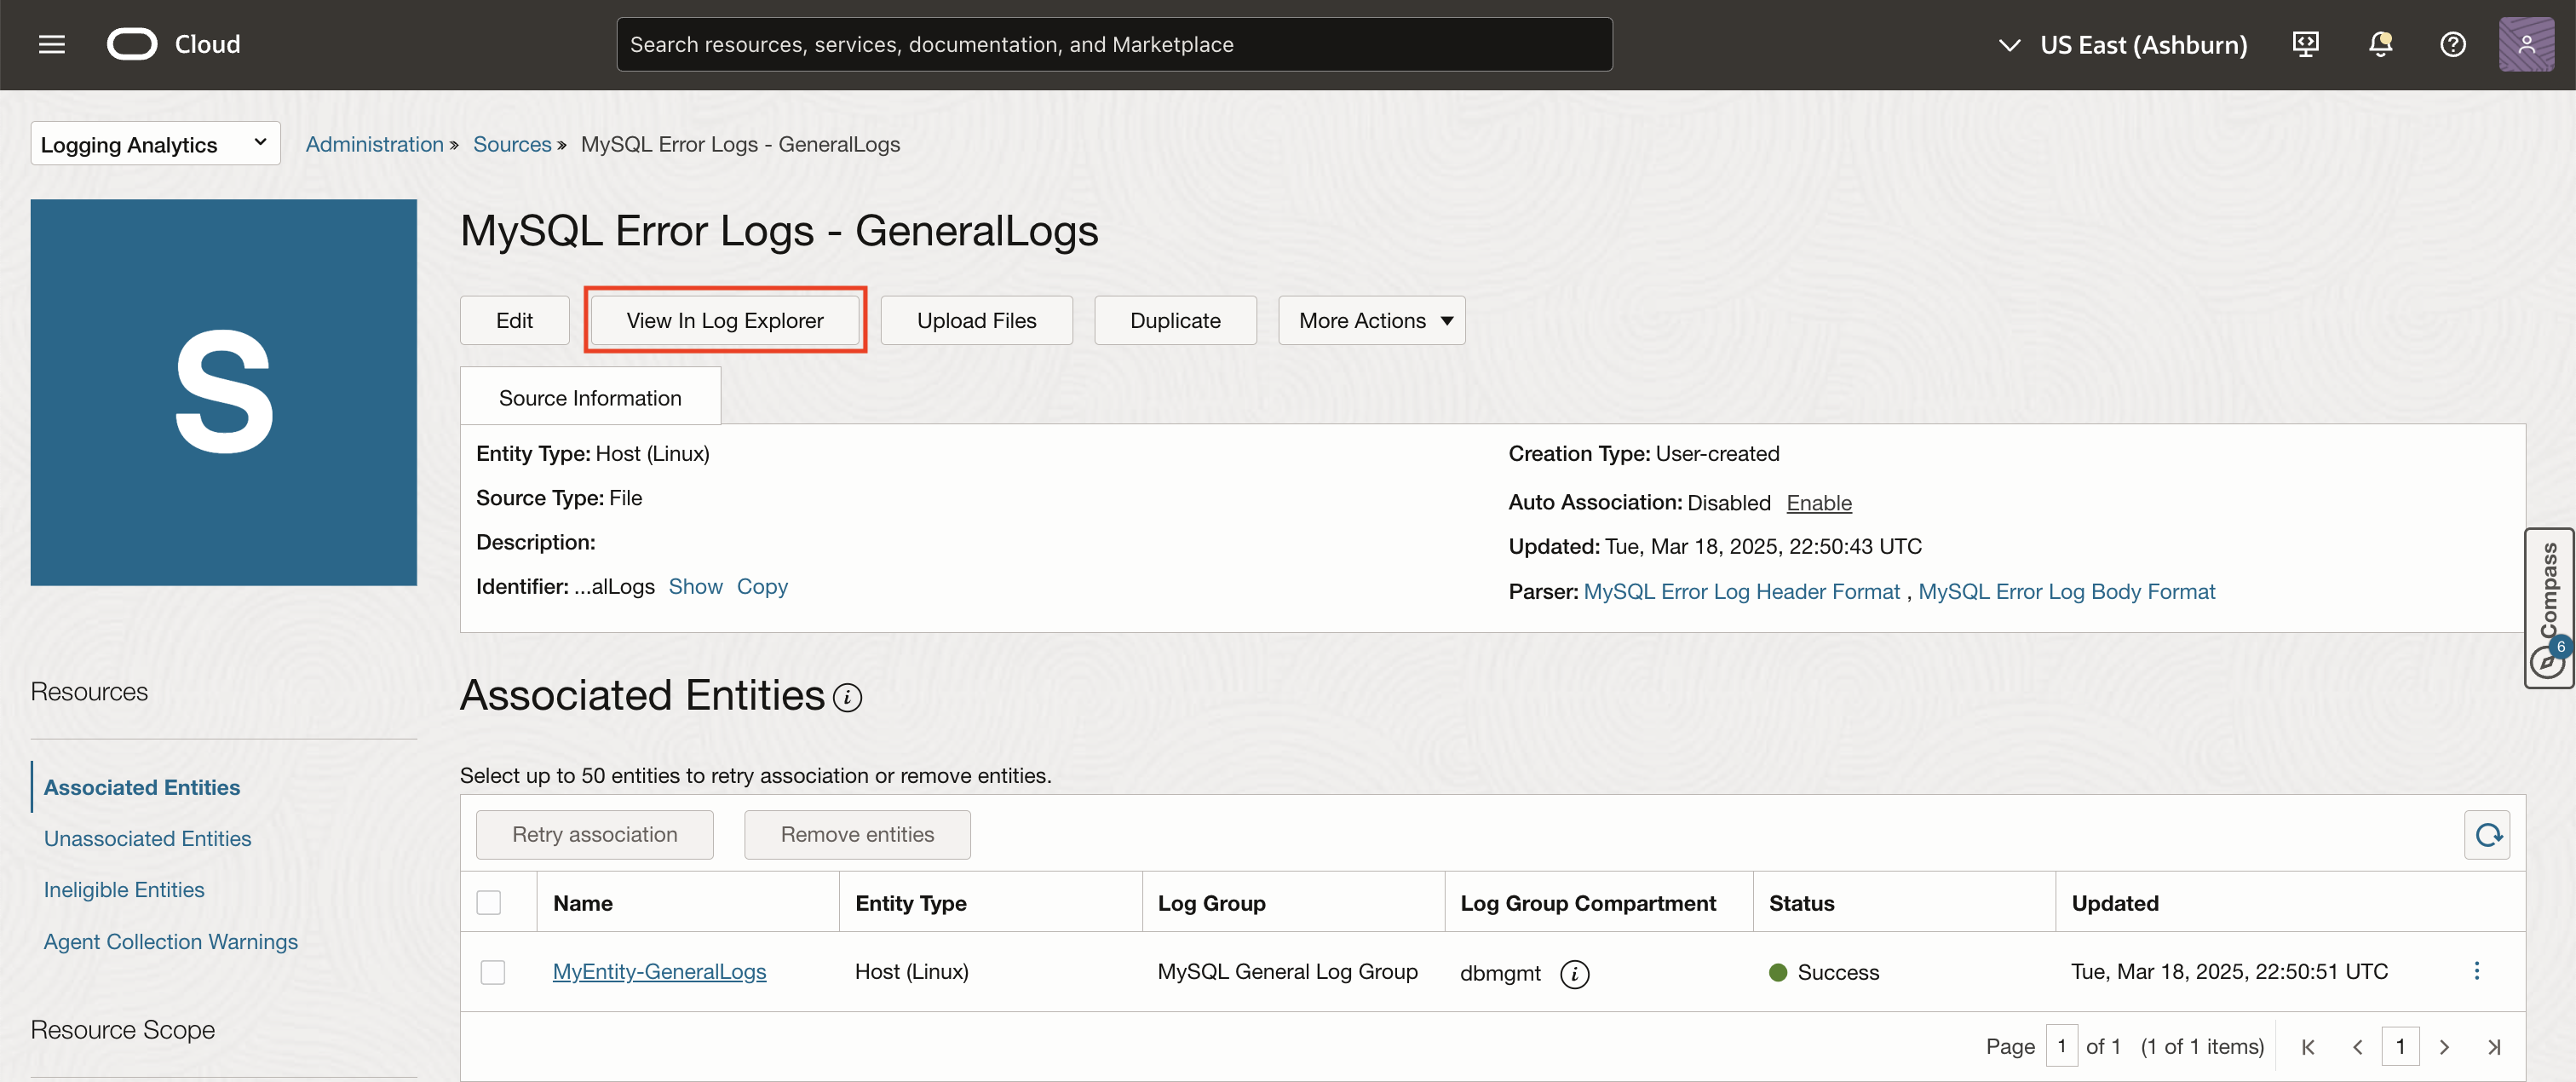 Cloud
Search resources, services, documentation, and Marketplace
US East (Ashburn)
Logging Analytics
Administration » Sources » MySQL Error Logs - GeneralLogs
S
MySQL Error Logs - GeneralLogs
Edit
View In Log Explorer
Upload Files
Duplicate
More Actions
Source Information
Entity Type: Host (Linux)
Source Type: File
Description:
Identifier: ...alLogs Show Copy
Creation Type: User-created
Auto Association: Disabled Enable
Updated: Tue, Mar 18, 2025, 22:50:43 UTC
Parser: MySQL Error Log Header Format , MySQL Error Log Body Format
Compass
6
Resources
Associated Entities
Unassociated Entities
Ineligible Entities
Agent Collection Warnings
Resource Scope
Associated Entities
Select up to 50 entities to retry association or remove entities.
Retry association
Remove entities
Name Entity Type Log Group Log Group Compartment Status Updated
MyEntity-GeneralLogs Host (Linux) MySQL General Log Group dbmgmt Success Tue, Mar 18, 2025, 22:50:51 UTC
Page 1 of 1 (1 of 1 items) 1